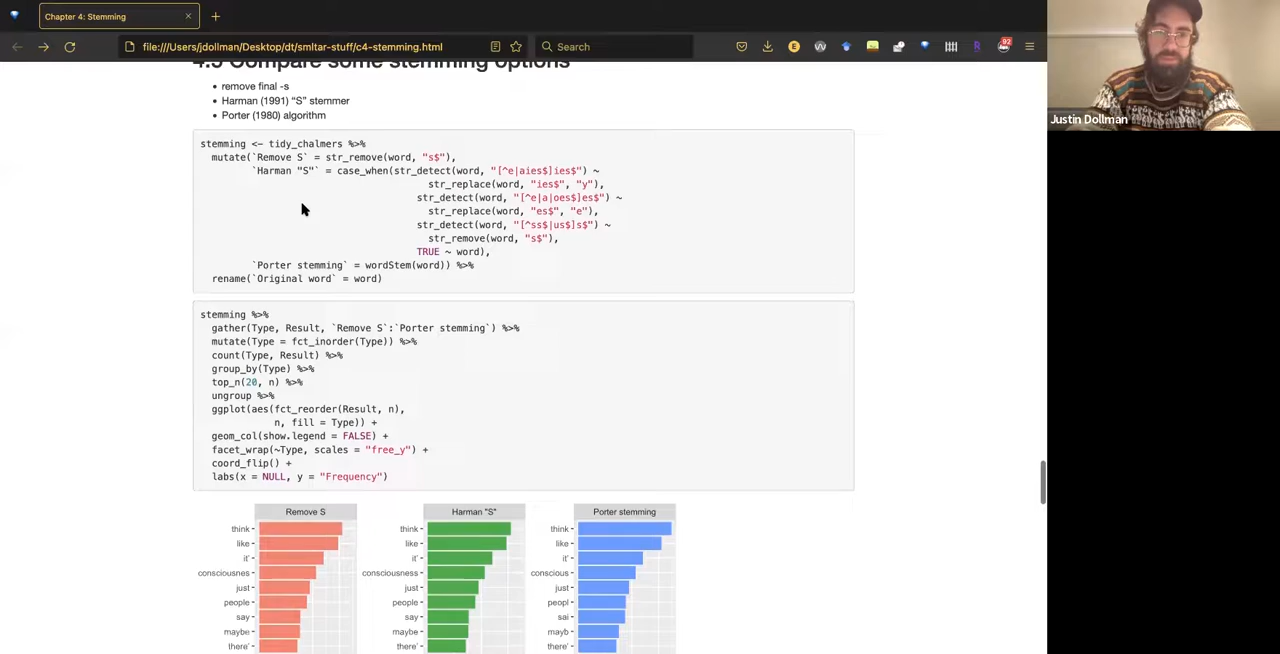 Chapter 4: Stemming
file:///Users/jdollman/Desktop/dt/smltar-stuff/c4-stemming.html
Search
E
R
92
4.5 Compare some stemming options
• remove final -s
• Harman (1991) “S” stemmer
• Porter (1980) algorithm
stemming <- tidy_chalmers %>%
mutate(`Remove S` = str_remove(word, "s$"),
`Harman "S"` = case_when(str_detect(word, "[^e|aies$]ies$") ~
str_replace(word, "ies$", "y"),
str_detect(word, "[^e|a|oes$]es$") ~
str_replace(word, "es$", "e"),
str_detect(word, "[^ss$|us$]s$") ~
str_remove(word, "s$"),
TRUE ~ word),
`Porter stemming` = wordStem(word)) %>%
rename(`Original word` = word)
stemming %>%
gather(Type, Result, `Remove S`:`Porter stemming`) %>%
mutate(Type = fct_inorder(Type)) %>%
count(Type, Result) %>%
group_by(Type) %>%
top_n(20, n) %>%
ungroup %>%
ggplot(aes(fct_reorder(Result, n),
n, fill = Type)) +
geom_col(show.legend = FALSE) +
facet_wrap(~Type, scales = "free_y") +
coord_flip() +
labs(x = NULL, y = "Frequency")
Remove S Harman "S" Porter stemming
think think think
like like like
it' it' it'
consciousnes consciousness conscious
just just just
people people peopl
say say sai
maybe maybe mayb
there' there' there'
Justin Dollman